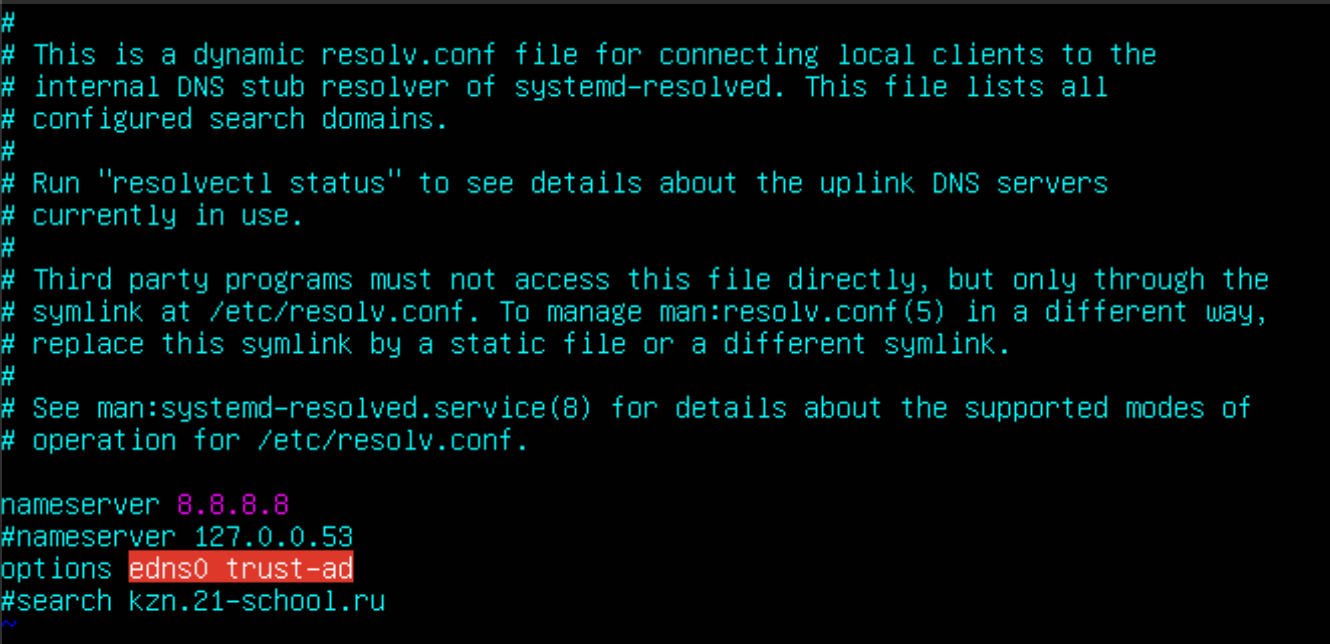 #
# This is a dynamic resolv.conf file for connecting local clients to the
# internal DNS stub resolver of systemd-resolved. This file lists all
# configured search domains.
#
# Run "resolvectl status" to see details about the uplink DNS servers
# currently in use.
#
# Third party programs must not access this file directly, but only through the
# symlink at /etc/resolv.conf. To manage man:resolv.conf(5) in a different way,
# replace this symlink by a static file or a different symlink.
#
# See man:systemd-resolved.service(8) for details about the supported modes of
# operation for /etc/resolv.conf.

nameserver 8.8.8.8
#nameserver 127.0.0.53
options edns0 trust-ad
#search kzn.21-school.ru
~